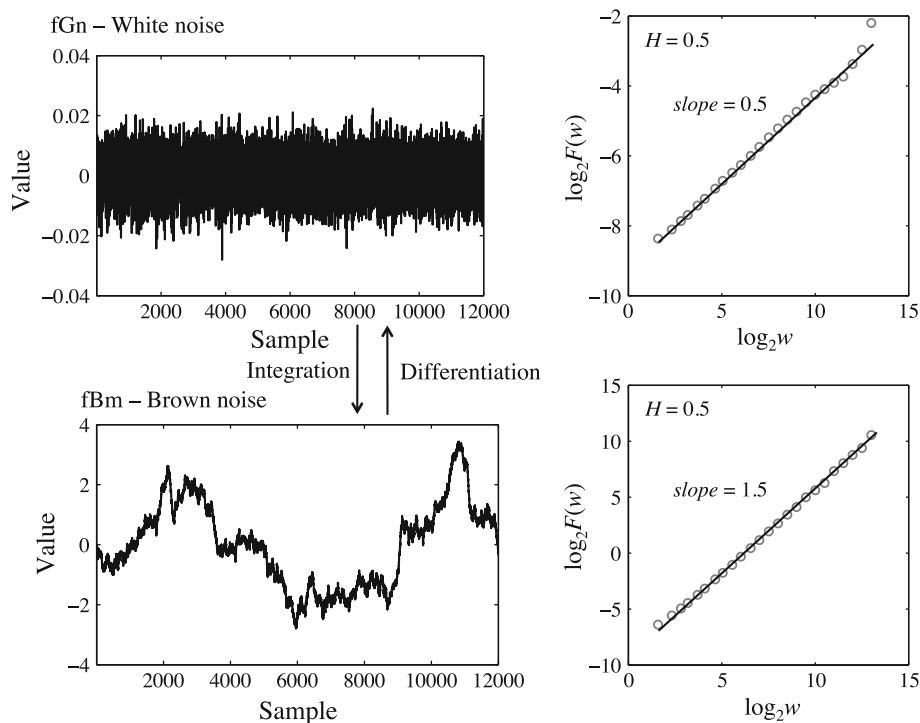 fGn – White noise
0.04
0.02
0
−0.02
−0.04
Value
2000 4000 6000 8000 10000 12000
Sample
−2
−4
−6
−8
−10
log2F(w)
H = 0.5
slope = 0.5
0 5 10 15
log2w
Integration
Differentiation
fBm – Brown noise
4
2
0
−2
−4
Value
2000 4000 6000 8000 10000 12000
Sample
15
10
5
0
−5
−10
log2F(w)
H = 0.5
slope = 1.5
0 5 10 15
log2w